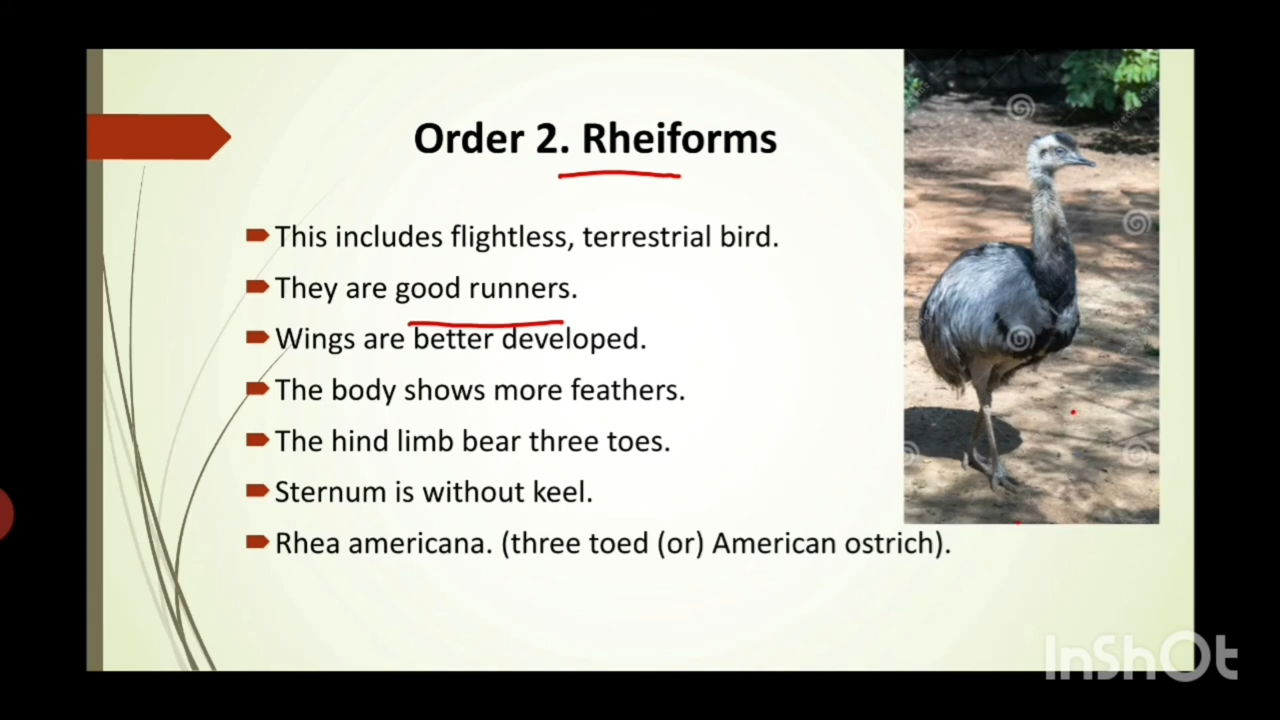 Order 2. Rheiforms
This includes flightless, terrestrial bird.
They are good runners.
Wings are better developed.
The body shows more feathers.
The hind limb bear three toes.
Sternum is without keel.
Rhea americana. (three toed (or) American ostrich).
InShOt